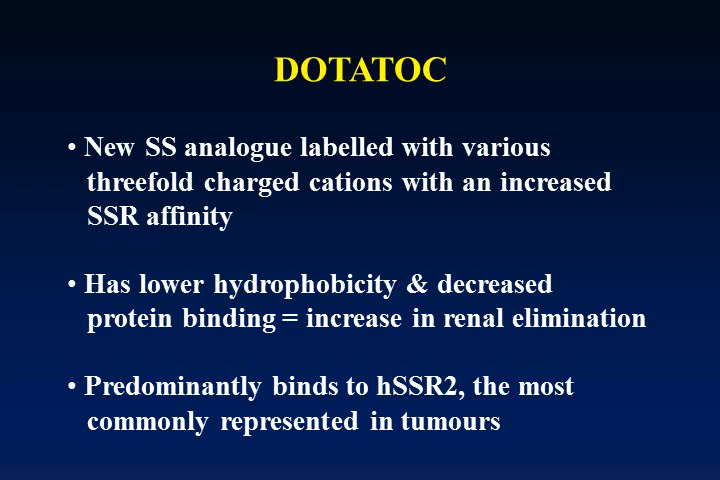 DOTATOC
• New SS analogue labelled with various
threefold charged cations with an increased
SSR affinity
• Has lower hydrophobicity & decreased
protein binding = increase in renal elimination
• Predominantly binds to hSSR2, the most
commonly represented in tumours